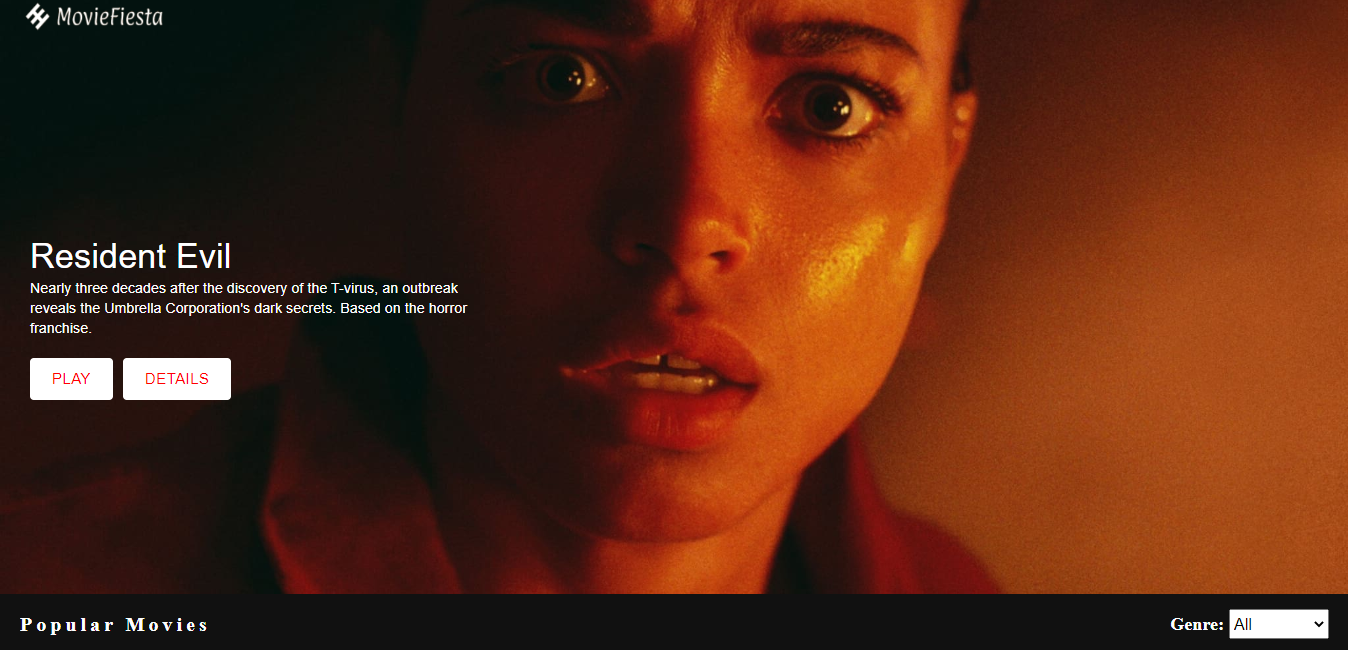 MovieFiesta
Resident Evil
Nearly three decades after the discovery of the T-virus, an outbreak
reveals the Umbrella Corporation's dark secrets. Based on the horror
franchise.
PLAY DETAILS
Popular Movies Genre: All